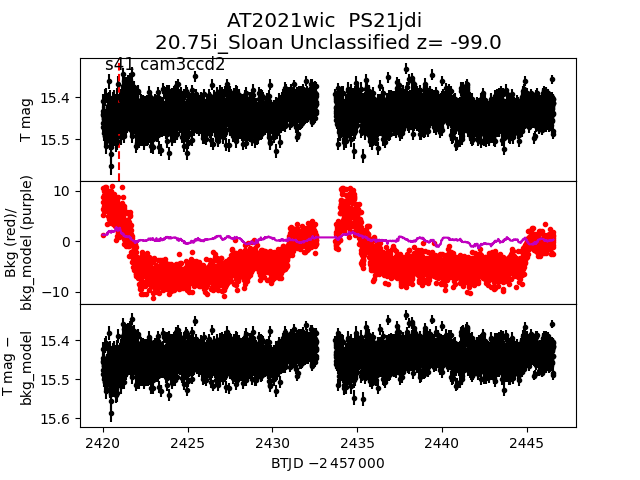 AT2021wic PS21jdi
20.75i_Sloan Unclassified z= -99.0
s41 cam3ccd2
T mag
15.4
15.5
Bkg (red)/
bkg_model (purple)
10
0
−10
T mag −
bkg_model
15.4
15.5
15.6
2420 2425 2430 2435 2440 2445
BTJD −2 457 000